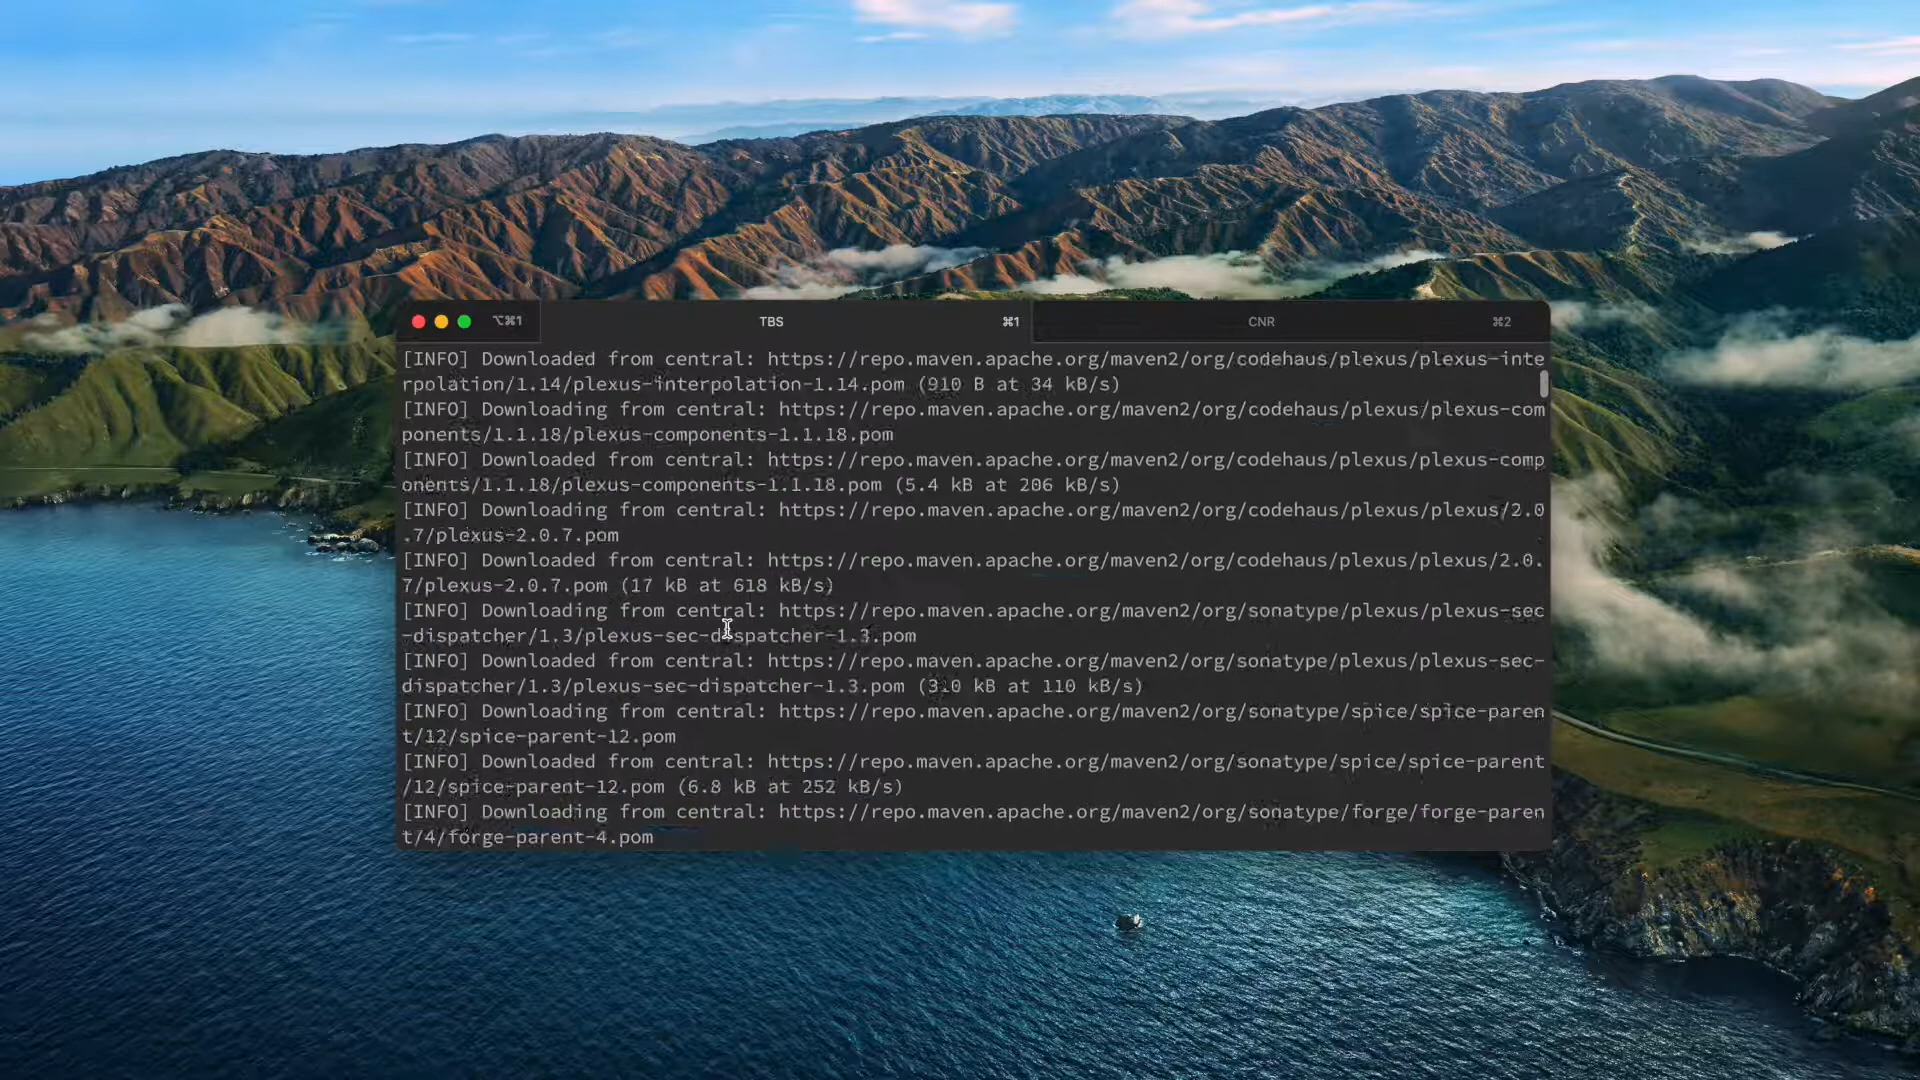 ⌥⌘1
TBS
⌘1
CNR
⌘2
[INFO] Downloaded from central: https://repo.maven.apache.org/maven2/org/codehaus/plexus/plexus-inte
rpolation/1.14/plexus-interpolation-1.14.pom (910 B at 34 kB/s)
[INFO] Downloading from central: https://repo.maven.apache.org/maven2/org/codehaus/plexus/plexus-com
ponents/1.1.18/plexus-components-1.1.18.pom
[INFO] Downloaded from central: https://repo.maven.apache.org/maven2/org/codehaus/plexus/plexus-comp
onents/1.1.18/plexus-components-1.1.18.pom (5.4 kB at 206 kB/s)
[INFO] Downloading from central: https://repo.maven.apache.org/maven2/org/codehaus/plexus/plexus/2.0
.7/plexus-2.0.7.pom
[INFO] Downloaded from central: https://repo.maven.apache.org/maven2/org/codehaus/plexus/plexus/2.0.
7/plexus-2.0.7.pom (17 kB at 618 kB/s)
[INFO] Downloading from central: https://repo.maven.apache.org/maven2/org/sonatype/plexus/plexus-sec
-dispatcher/1.3/plexus-sec-dispatcher-1.3.pom
[INFO] Downloaded from central: https://repo.maven.apache.org/maven2/org/sonatype/plexus/plexus-sec-
dispatcher/1.3/plexus-sec-dispatcher-1.3.pom (3.0 kB at 110 kB/s)
[INFO] Downloading from central: https://repo.maven.apache.org/maven2/org/sonatype/spice/spice-paren
t/12/spice-parent-12.pom
[INFO] Downloaded from central: https://repo.maven.apache.org/maven2/org/sonatype/spice/spice-parent
/12/spice-parent-12.pom (6.8 kB at 252 kB/s)
[INFO] Downloading from central: https://repo.maven.apache.org/maven2/org/sonatype/forge/forge-paren
t/4/forge-parent-4.pom